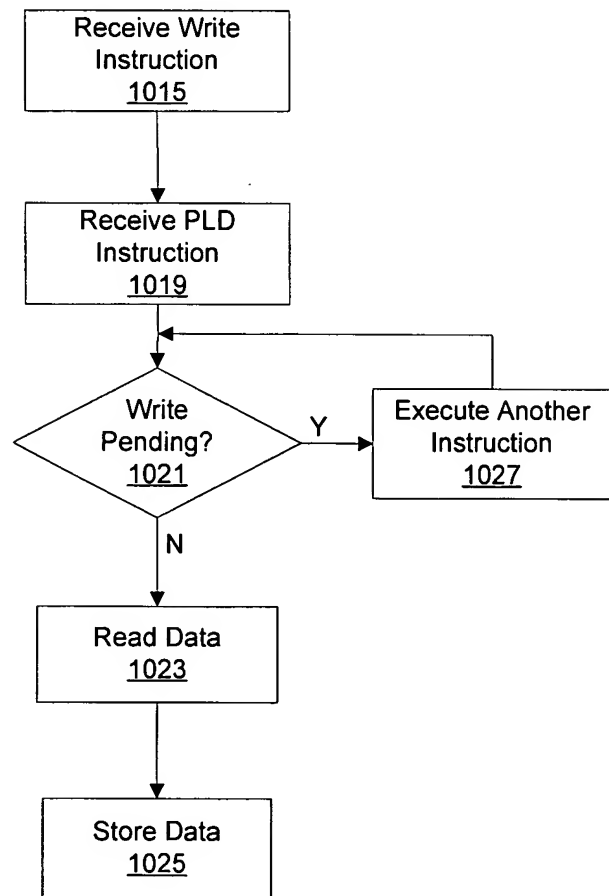 Receive Write
Instruction
1015
Receive PLD
Instruction
1019
Write
Pending?
1021
Y
Execute Another
Instruction
1027
N
Read Data
1023
Store Data
1025